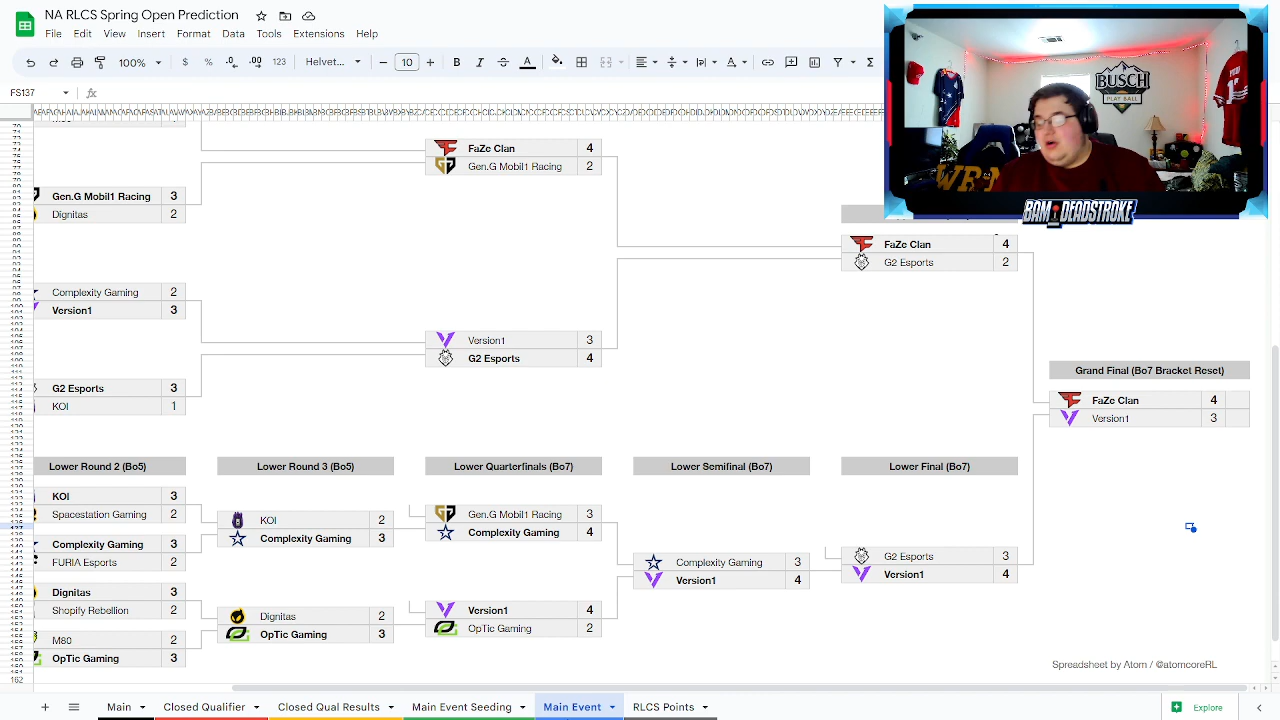 NA RLCS Spring Open Prediction
File Edit View Insert Format Data Tools Extensions Help
100% $ % .0 .00 123 Helvet... 10 B I A
FS137 fx
FaZe Clan 4
Gen.G Mobil1 Racing 2
Gen.G Mobil1 Racing 3
Dignitas 2
BUSCH
PLAY BALL
BAM DEADSTROKE
FaZe Clan 4
G2 Esports 2
Complexity Gaming 2
Version1 3
Version1 3
G2 Esports 4
G2 Esports 3
KOI 1
Grand Final (Bo7 Bracket Reset)
FaZe Clan 4
Version1 3
Lower Round 2 (Bo5) Lower Round 3 (Bo5) Lower Quarterfinals (Bo7) Lower Semifinal (Bo7) Lower Final (Bo7)
KOI 3
Spacestation Gaming 2
Complexity Gaming 3
FURIA Esports 2
Dignitas 3
Shopify Rebellion 2
M80 2
OpTic Gaming 3
KOI 2
Complexity Gaming 3
Dignitas 2
OpTic Gaming 3
Gen.G Mobil1 Racing 3
Complexity Gaming 4
Version1 4
OpTic Gaming 2
Complexity Gaming 3
Version1 4
G2 Esports 3
Version1 4
Spreadsheet by Atom / @atomcoreRL
Main Closed Qualifier Closed Qual Results Main Event Seeding Main Event RLCS Points Explore